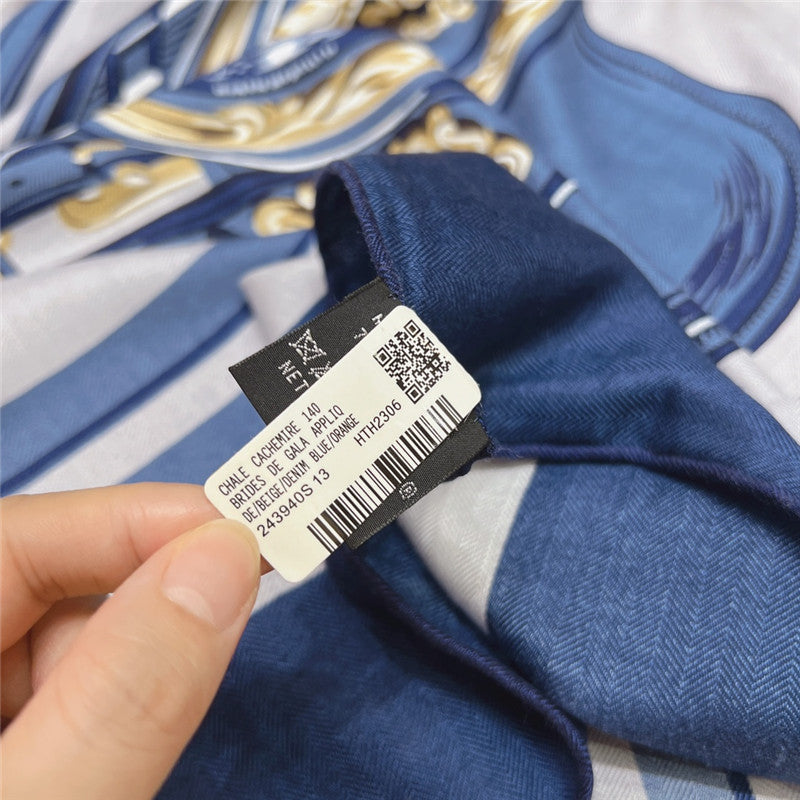 CHALE CACHEMIRE 140
BRIDES DE GALA APPLIQ
DE/BEIGE/DENIM BLUE/ORANGE
243940S 13
HTH2306
NET